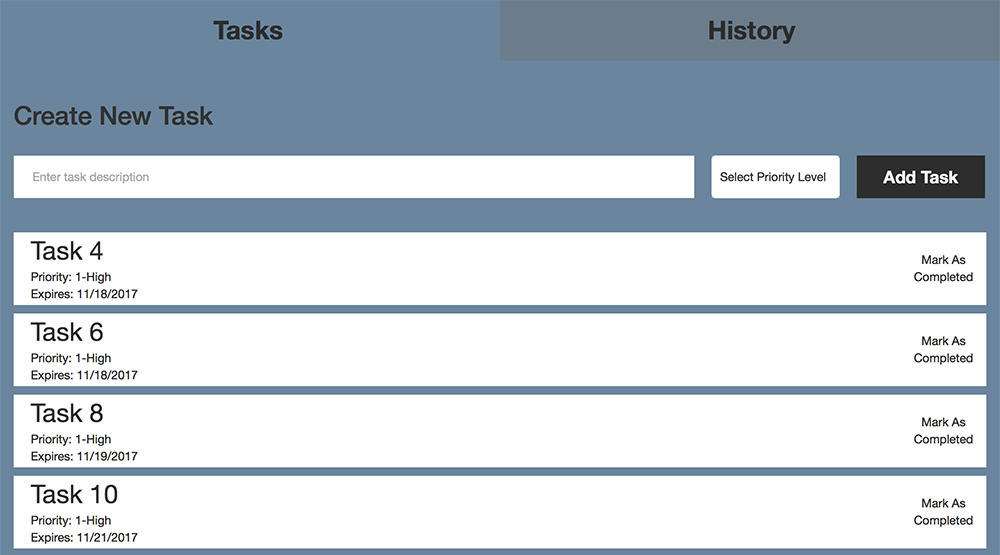 Tasks
History
Create New Task
Enter task description
Select Priority Level
Add Task
Task 4
Priority: 1-High
Expires: 11/18/2017
Mark As
Completed
Task 6
Priority: 1-High
Expires: 11/18/2017
Mark As
Completed
Task 8
Priority: 1-High
Expires: 11/19/2017
Mark As
Completed
Task 10
Priority: 1-High
Expires: 11/21/2017
Mark As
Completed